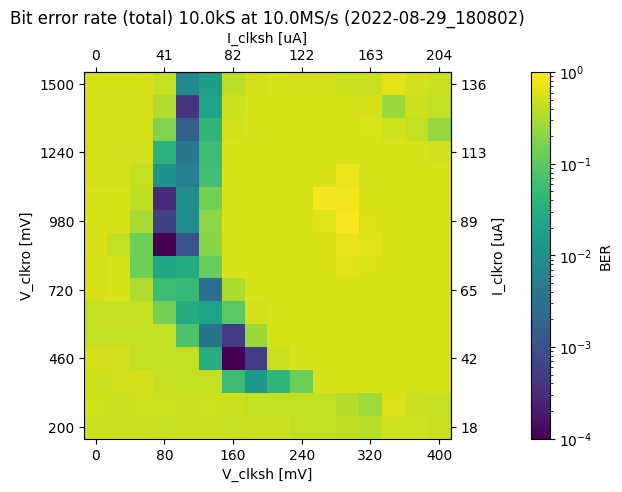 Bit error rate (total) 10.0kS at 10.0MS/s (2022-08-29_180802)
I_clksh [uA]
0 41 82 122 163 204
1500 136 10^0
1240 113 10^-1
980 89 10^-2
720 65 10^-3
460 42 10^-4
200 18
V_clkro [mV]
I_clkro [uA]
BER
0 80 160 240 320 400
V_clksh [mV]